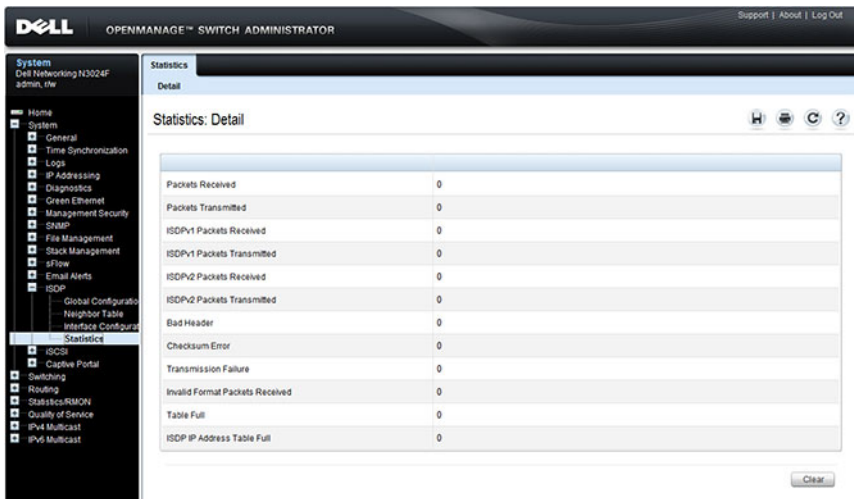 Support | About | Log Out
DELL
OPENMANAGE™ SWITCH ADMINISTRATOR
System
Dell Networking N3024F
admin, r/w
Home
System
General
Time Synchronization
Logs
IP Addressing
Diagnostics
Green Ethernet
Management Security
SNMP
File Management
Stack Management
sFlow
Email Alerts
ISDP
Global Configuratio
Neighbor Table
Interface Configurat
Statistics
iSCSI
Captive Portal
Switching
Routing
Statistics/RMON
Quality of Service
IPv4 Multicast
IPv6 Multicast
Statistics
Detail
Statistics: Detail
?
Packets Received 0
Packets Transmitted 0
ISDPv1 Packets Received 0
ISDPv1 Packets Transmitted 0
ISDPv2 Packets Received 0
ISDPv2 Packets Transmitted 0
Bad Header 0
Checksum Error 0
Transmission Failure 0
Invalid Format Packets Received 0
Table Full 0
ISDP IP Address Table Full 0
Clear